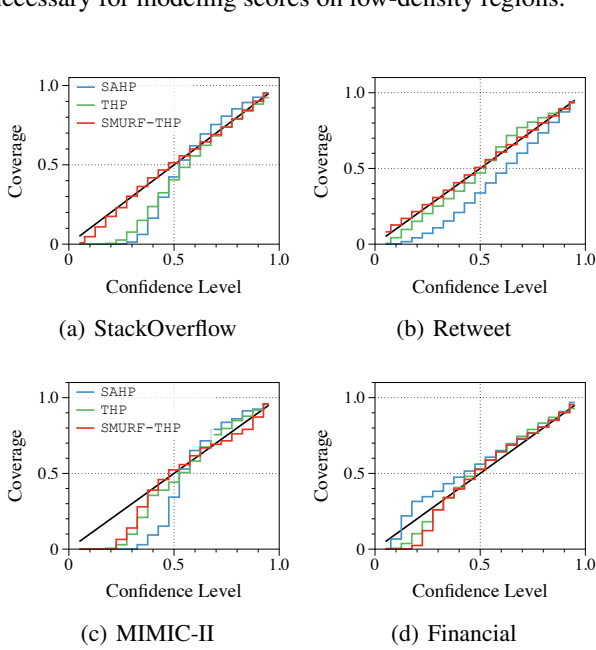 necessary for modeling scores on low-density regions.
1.0
0.5
0
0
0.5
1.0
Coverage
Confidence Level
SAHP
THP
SMURF-THP
(a) StackOverflow
1.0
0.5
0
0
0.5
1.0
Coverage
Confidence Level
(b) Retweet
1.0
0.5
0
0
0.5
1.0
Coverage
Confidence Level
SAHP
THP
SMURF-THP
(c) MIMIC-II
1.0
0.5
0
0
0.5
1.0
Coverage
Confidence Level
(d) Financial